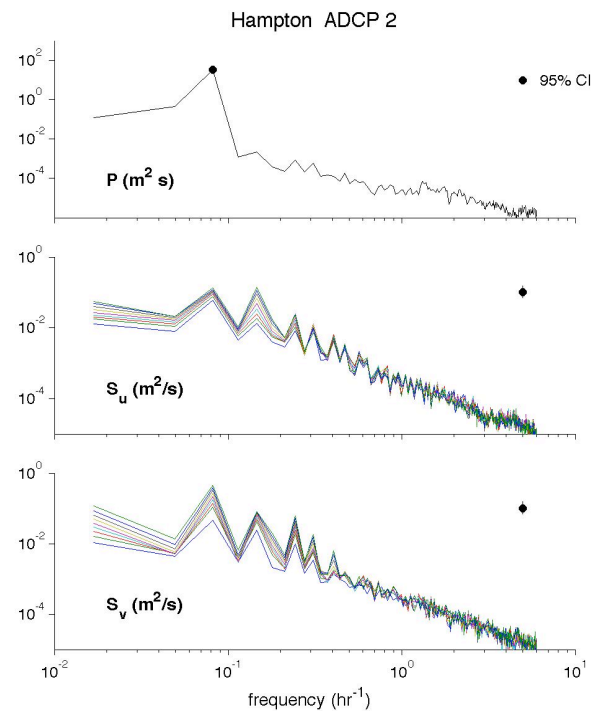 Hampton ADCP 2
10^2
10^0
10^-2
10^-4
P (m^2 s)
95% CI
10^0
10^-2
10^-4
S_u (m^2/s)
10^0
10^-2
10^-4
S_v (m^2/s)
10^-2 10^-1 10^0 10^1
frequency (hr^-1)